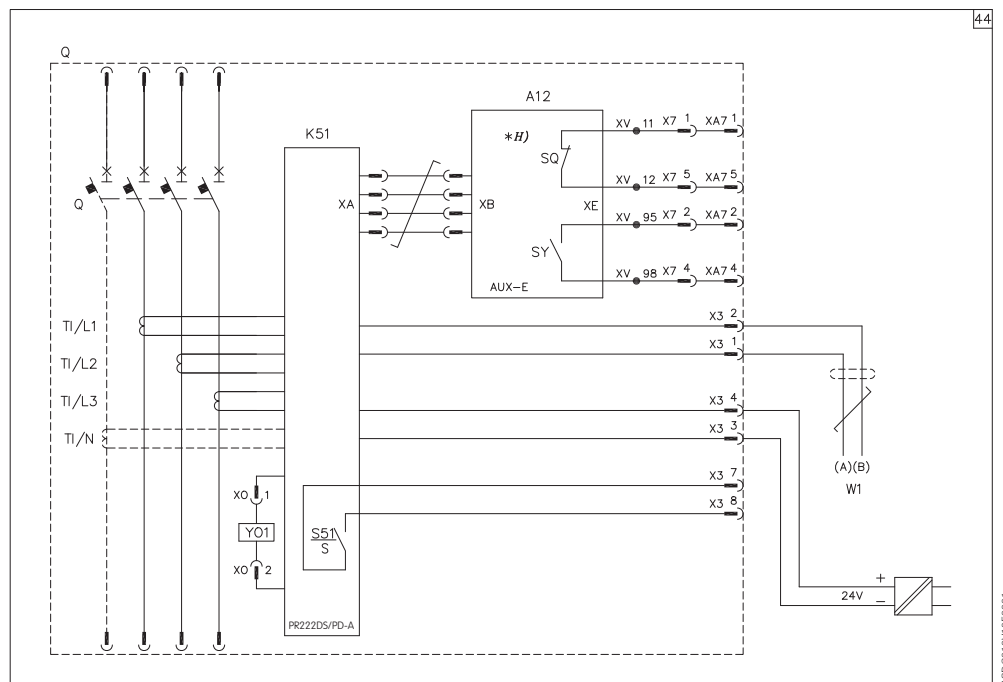 44
Q
A12
K51
*H)
XV 11 X7 1 XA7 1
SQ
XA XB XE
XV 12 X7 5 XA7 5
Q
XV 95 X7 2 XA7 2
SY
XV 98 X7 4 XA7 4
AUX-E
TI/L1
X3 2
X3 1
TI/L2
TI/L3
X3 4
X3 3
TI/N
(A)(B)
W1
X3 7
XO 1
X3 8
YO1
S51
S
XO 2
+
24V
–
PR222DS/PD-A